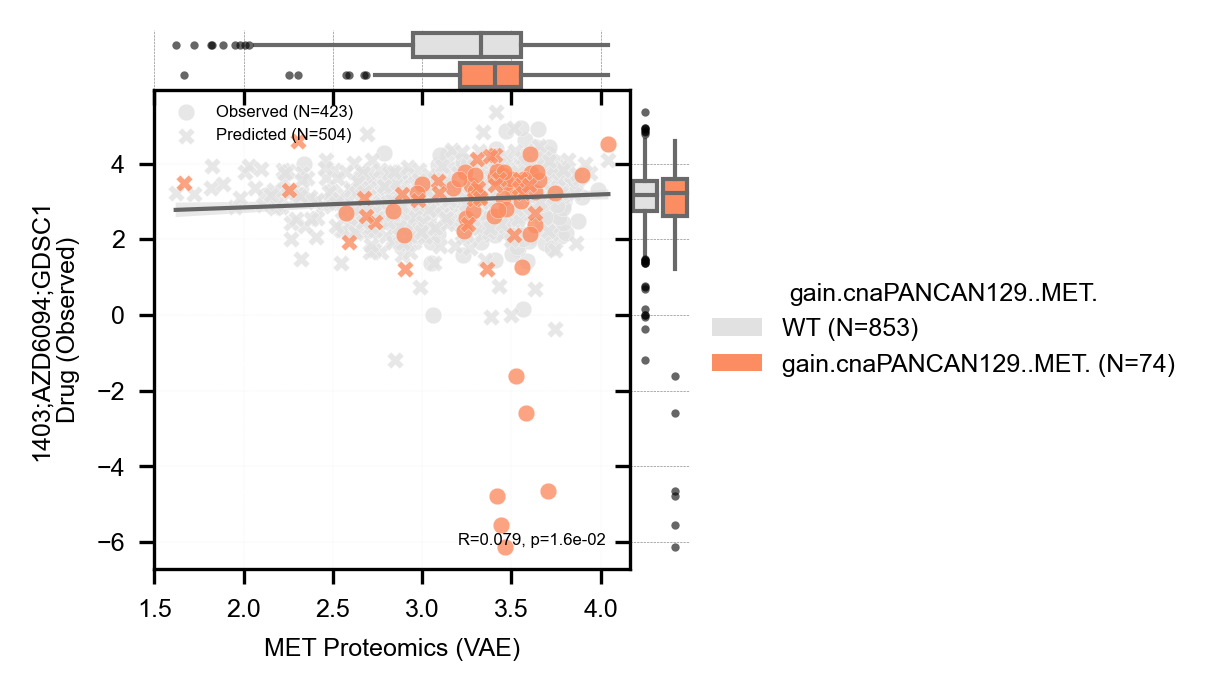 Observed (N=423)
Predicted (N=504)
4
2
0
−2
−4
−6
1403;AZD6094;GDSC1
Drug (Observed)
R=0.079, p=1.6e-02
1.5 2.0 2.5 3.0 3.5 4.0
MET Proteomics (VAE)
gain.cnaPANCAN129..MET.
WT (N=853)
gain.cnaPANCAN129..MET. (N=74)